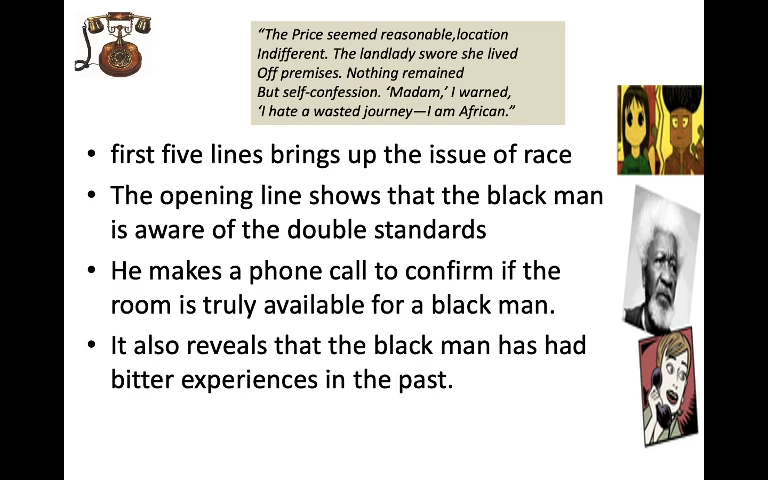 “The Price seemed reasonable,location
Indifferent. The landlady swore she lived
Off premises. Nothing remained
But self-confession. ‘Madam,’ I warned,
‘I hate a wasted journey—I am African.”
• first five lines brings up the issue of race
• The opening line shows that the black man
is aware of the double standards
• He makes a phone call to confirm if the
room is truly available for a black man.
• It also reveals that the black man has had
bitter experiences in the past.